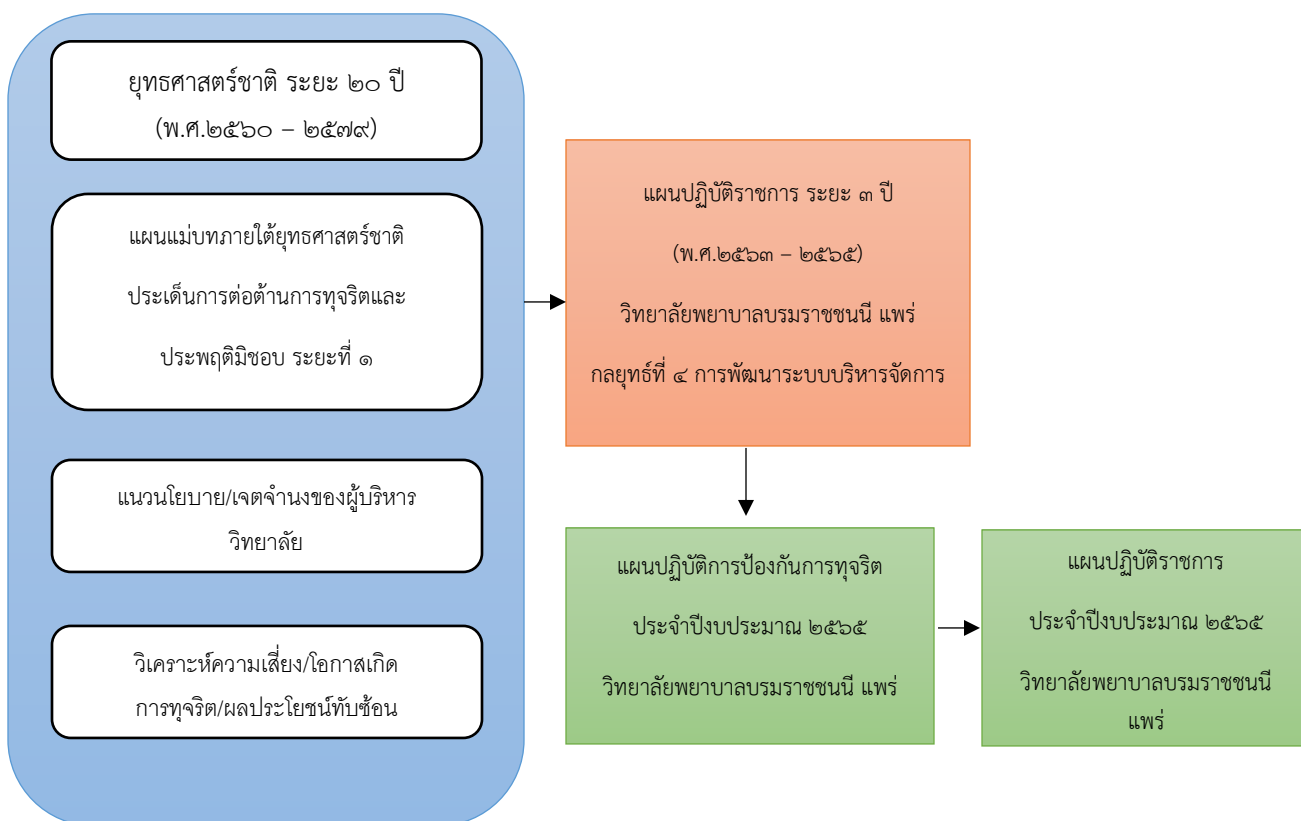 ยุทธศาสตร์ชาติ ระยะ ๒๐ ปี
(พ.ศ.๒๕๖๐ – ๒๕๗๙)
แผนแม่บทภายใต้ยุทธศาสตร์ชาติ
ประเด็นการต่อต้านการทุจริตและ
ประพฤติมิชอบ ระยะที่ ๑
แนวนโยบาย/เจตจำนงของผู้บริหาร
วิทยาลัย
วิเคราะห์ความเสี่ยง/โอกาสเกิด
การทุจริต/ผลประโยชน์ทับซ้อน
แผนปฏิบัติราชการ ระยะ ๓ ปี
(พ.ศ.๒๕๖๓ – ๒๕๖๕)
วิทยาลัยพยาบาลบรมราชชนนี แพร่
กลยุทธ์ที่ ๔ การพัฒนาระบบบริหารจัดการ
แผนปฏิบัติการป้องกันการทุจริต
ประจำปีงบประมาณ ๒๕๖๕
วิทยาลัยพยาบาลบรมราชชนนี แพร่
แผนปฏิบัติราชการ
ประจำปีงบประมาณ ๒๕๖๕
วิทยาลัยพยาบาลบรมราชชนนี
แพร่